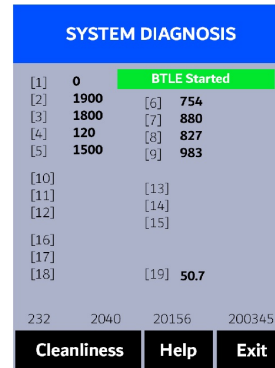 SYSTEM DIAGNOSIS
BTLE Started
[1] 0
[2] 1900 [6] 754
[3] 1800 [7] 880
[4] 120 [8] 827
[5] 1500 [9] 983
[10] [13]
[11] [14]
[12] [15]
[16]
[17]
[18] [19] 50.7
232 2040 20156 200345
Cleanliness Help Exit